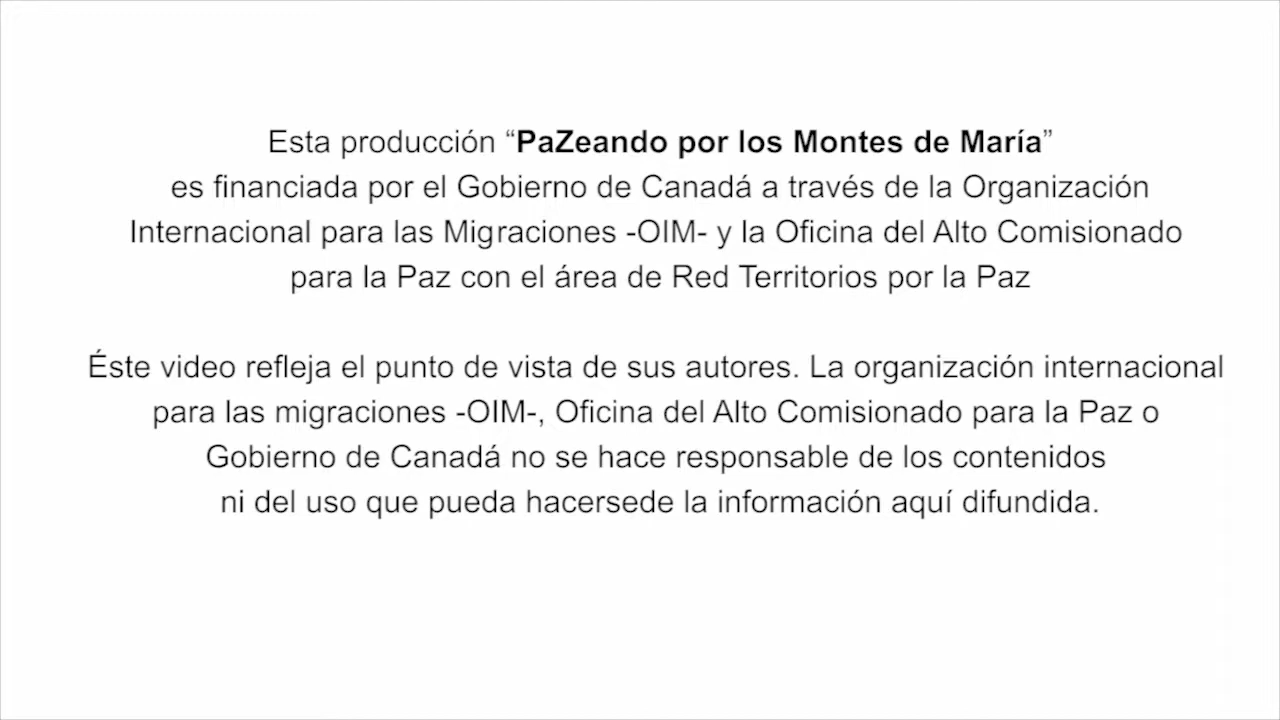 Esta producción “PaZeando por los Montes de María”
es financiada por el Gobierno de Canadá a través de la Organización
Internacional para las Migraciones -OIM- y la Oficina del Alto Comisionado
para la Paz con el área de Red Territorios por la Paz
Éste video refleja el punto de vista de sus autores. La organización internacional
para las migraciones -OIM-, Oficina del Alto Comisionado para la Paz o
Gobierno de Canadá no se hace responsable de los contenidos
ni del uso que pueda hacersede la información aquí difundida.